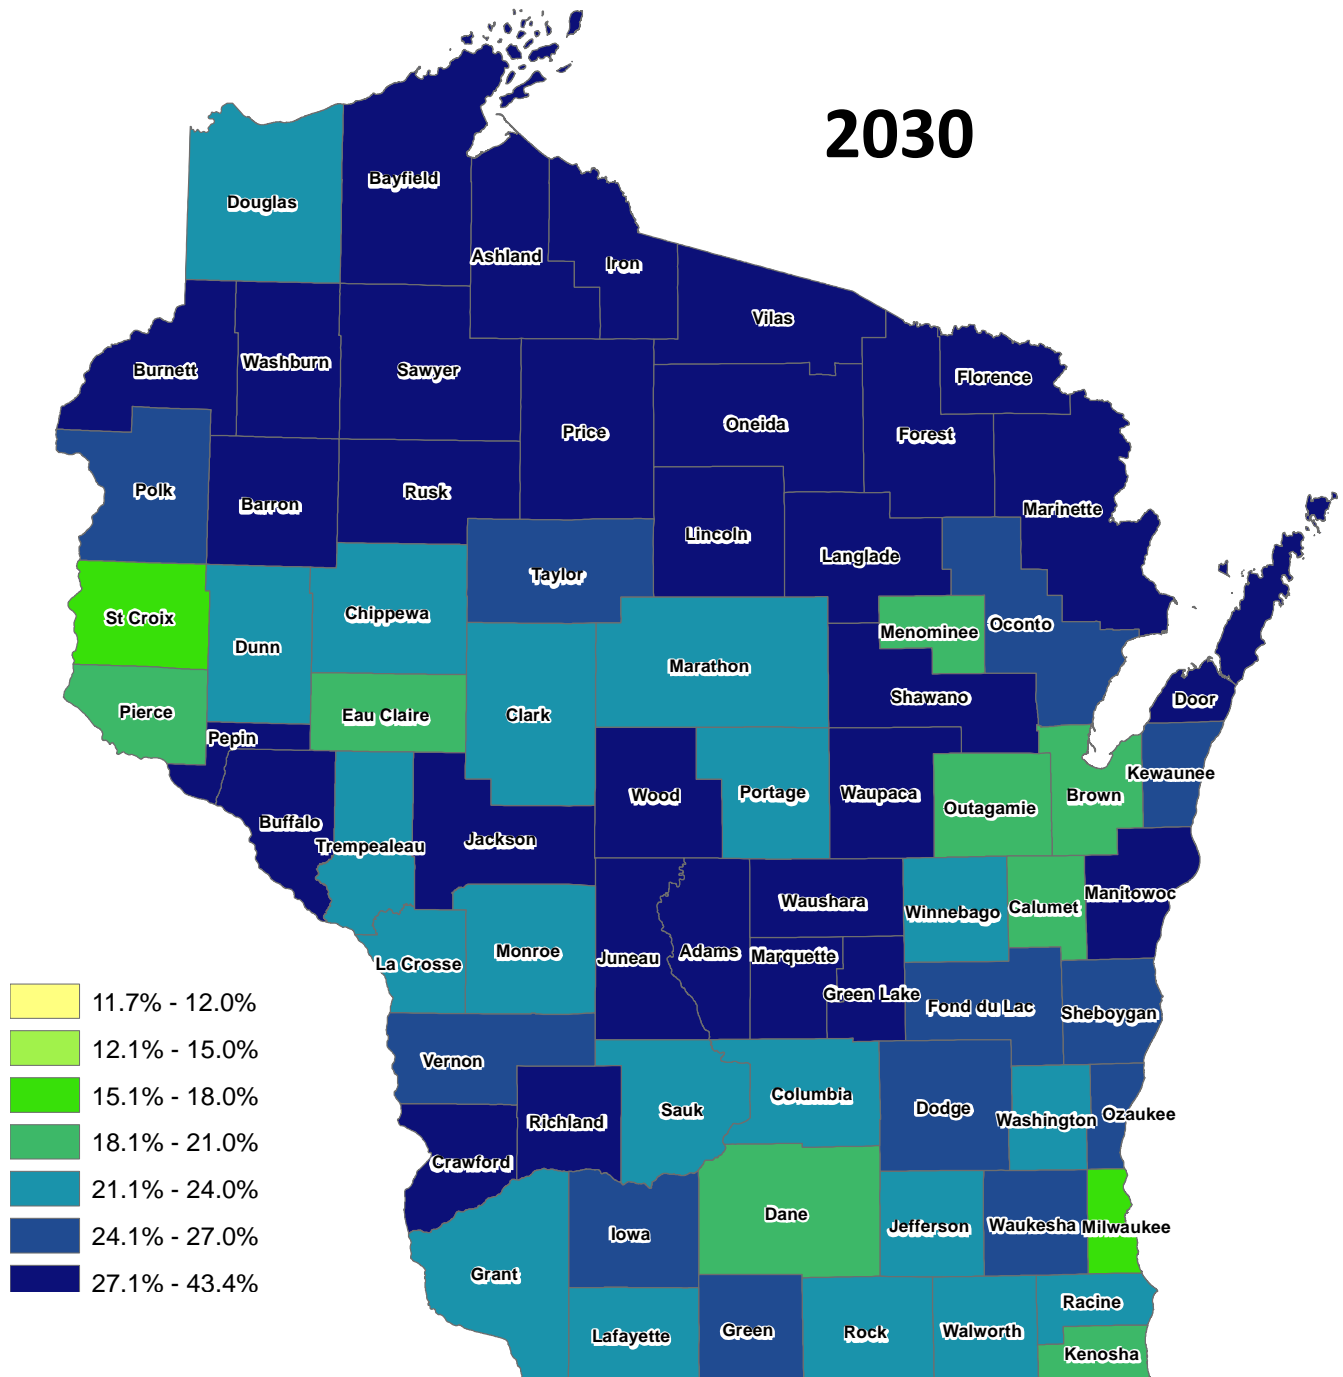 2030
Bayfield
Douglas
Ashland
Iron
Vilas
Washburn
Burnett
Sawyer
Florence
Oneida
Price
Forest
Polk
Rusk
Barron
Marinette
Lincoln
Langlade
Taylor
Chippewa
St Croix
Oconto
Menominee
Dunn
Marathon
Shawano
Door
Pierce
Eau Claire
Clark
Pepin
Kewaunee
Wood
Portage
Waupaca
Brown
Outagamie
Buffalo
Jackson
Trempealeau
Manitowoc
Waushara
Calumet
Winnebago
Monroe
Adams
Juneau
Marquette
La Crosse
Green Lake
Fond du Lac
Sheboygan
Vernon
Columbia
Dodge
Sauk
Ozaukee
Washington
Richland
Crawford
Dane
Jefferson
Waukesha
Milwaukee
Iowa
Grant
Racine
Green
Rock
Walworth
Lafayette
Kenosha
11.7% - 12.0%
12.1% - 15.0%
15.1% - 18.0%
18.1% - 21.0%
21.1% - 24.0%
24.1% - 27.0%
27.1% - 43.4%